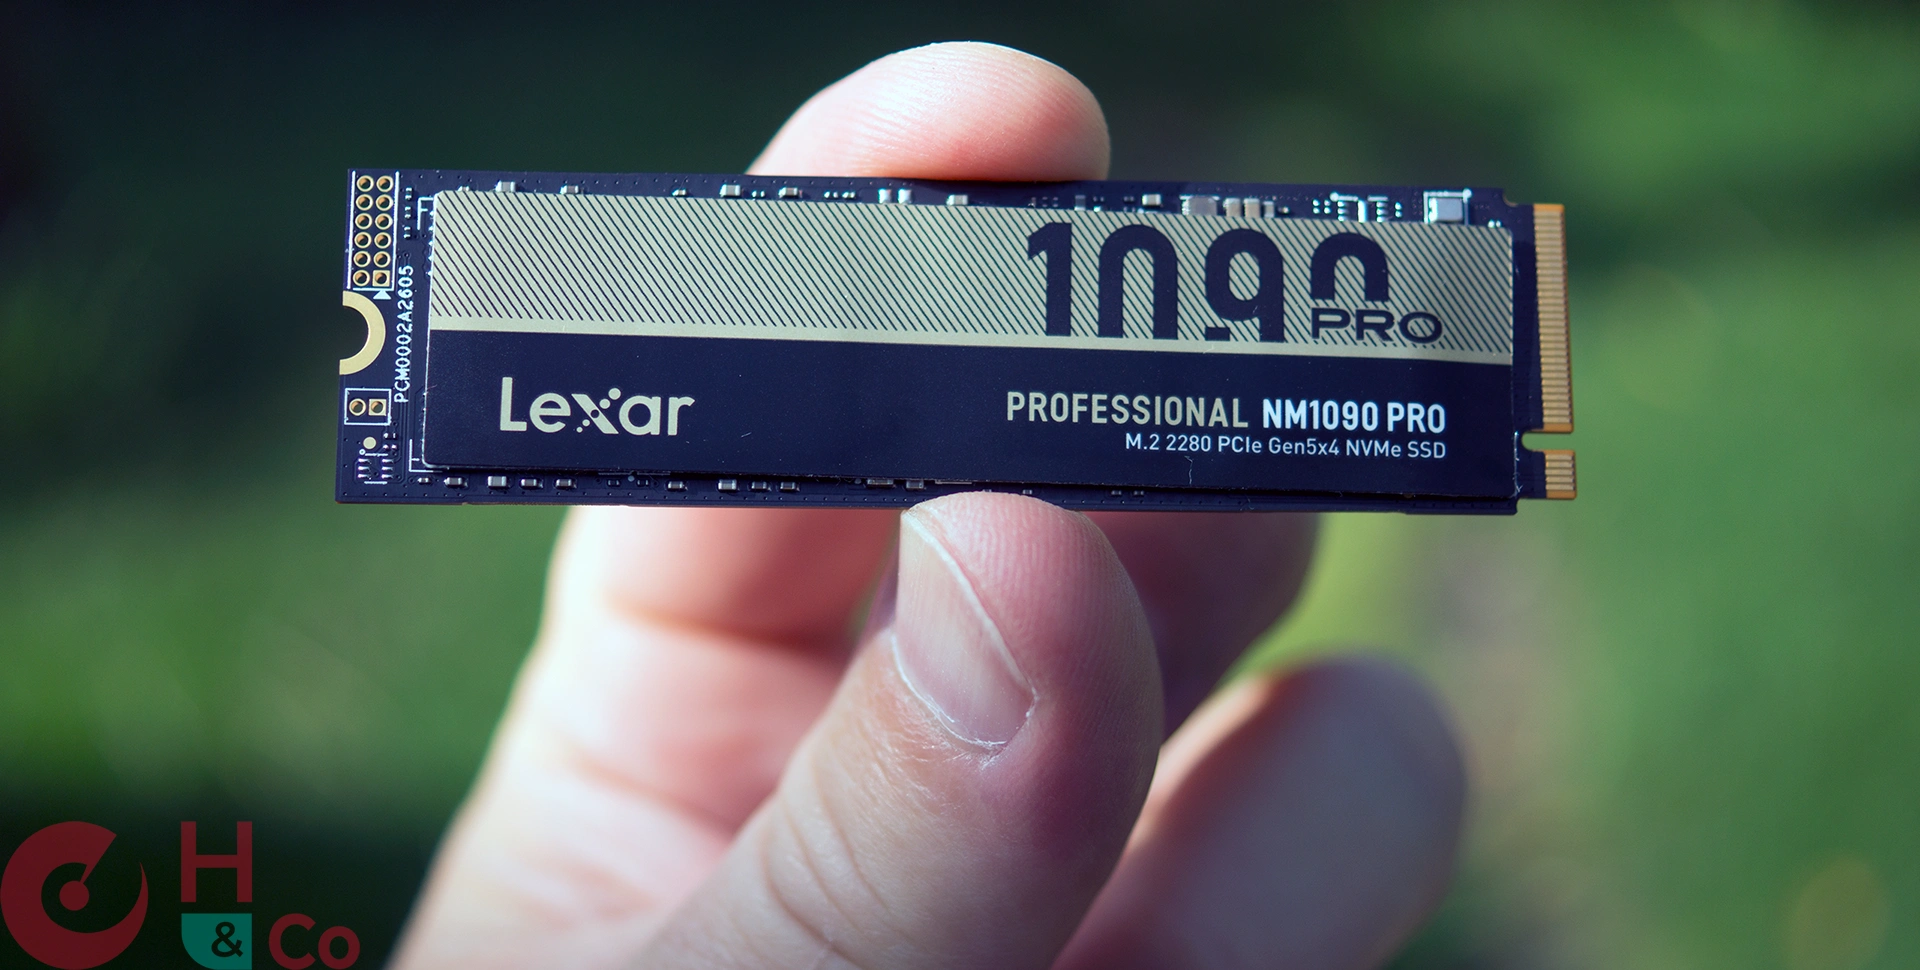 PCM0002A2605
1090
PRO
Lexar
PROFESSIONAL NM1090 PRO
M.2 2280 PCIe Gen5x4 NVMe SSD
H
& Co